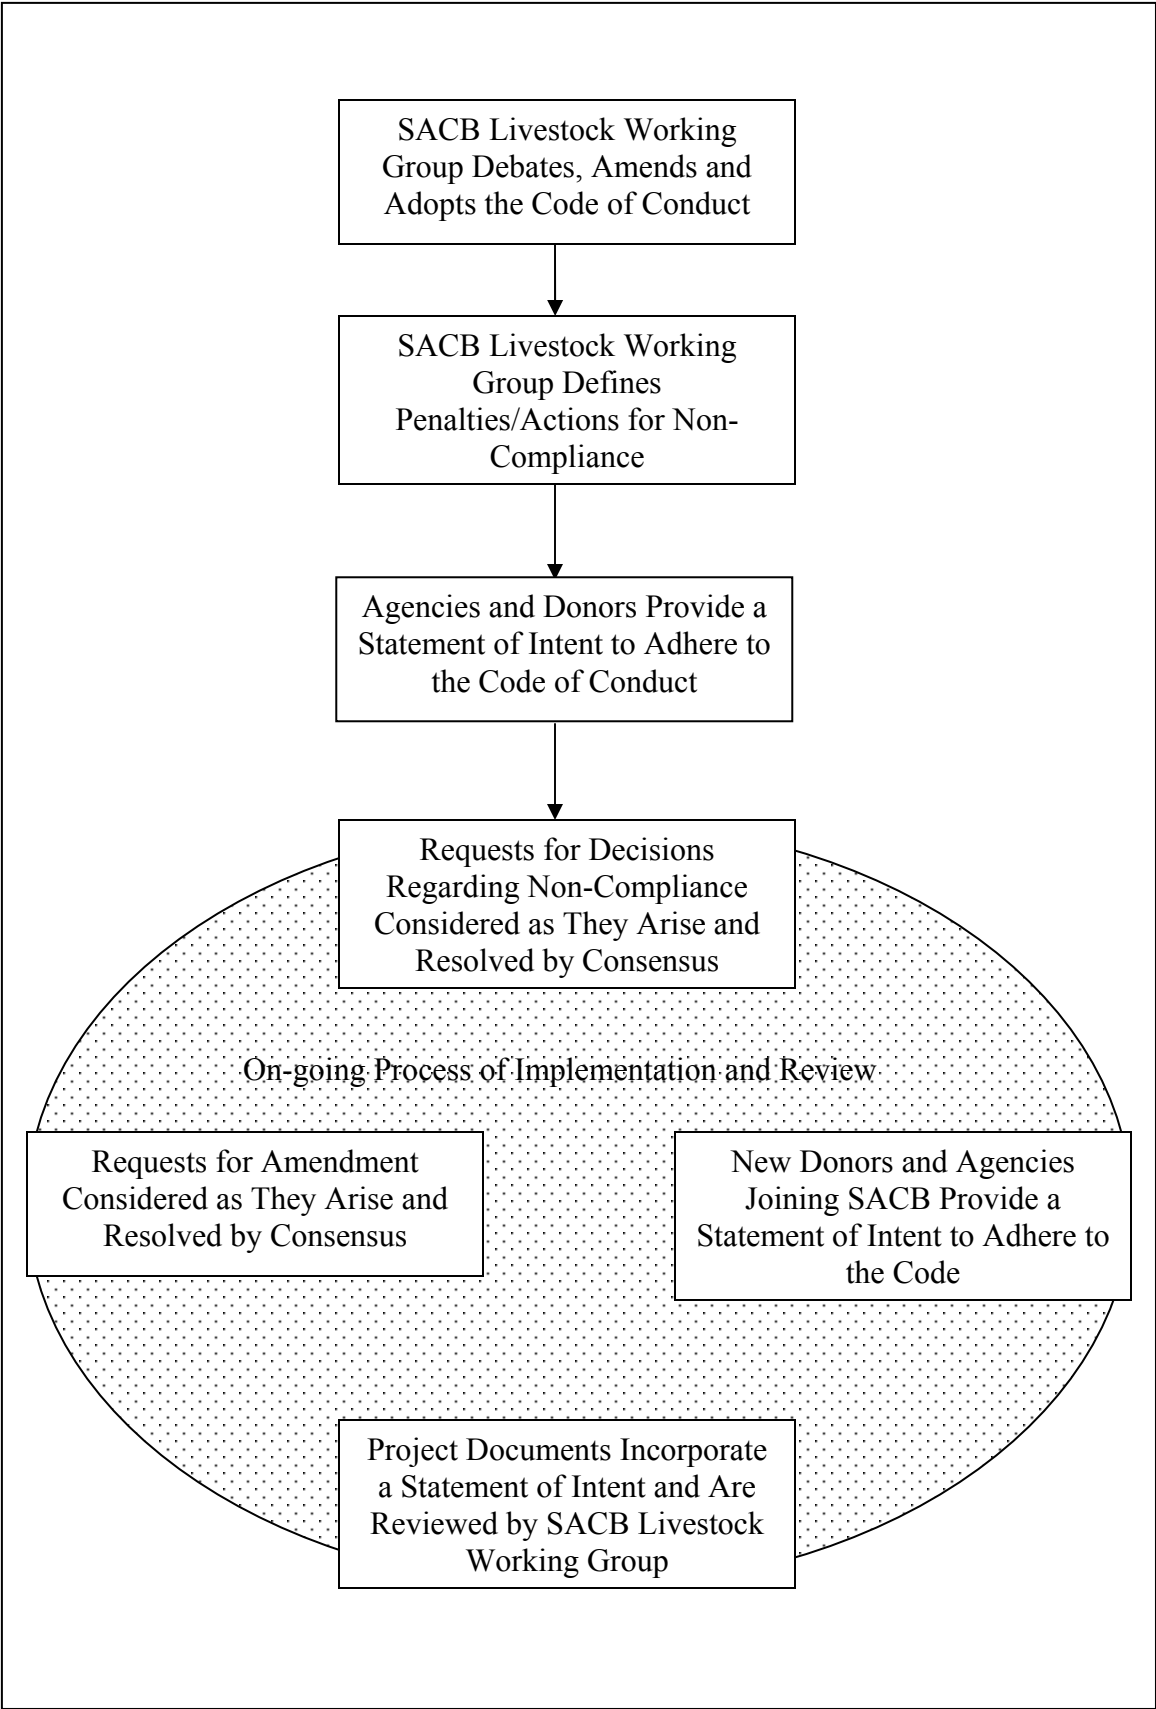 SACB Livestock Working
Group Debates, Amends and
Adopts the Code of Conduct
SACB Livestock Working
Group Defines
Penalties/Actions for Non-
Compliance
Agencies and Donors Provide a
Statement of Intent to Adhere to
the Code of Conduct
Requests for Decisions
Regarding Non-Compliance
Considered as They Arise and
Resolved by Consensus
On-going Process of Implementation and Review
Requests for Amendment
Considered as They Arise and
Resolved by Consensus
New Donors and Agencies
Joining SACB Provide a
Statement of Intent to Adhere to
the Code
Project Documents Incorporate
a Statement of Intent and Are
Reviewed by SACB Livestock
Working Group